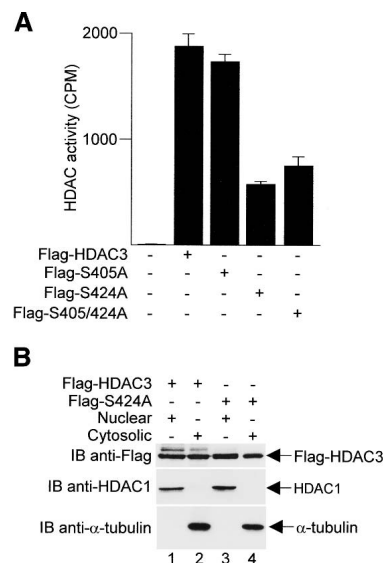 A
2000
1000
HDAC activity (CPM)
Flag-HDAC3 - + - - -
Flag-S405A - - + - -
Flag-S424A - - - + -
Flag-S405/424A - - - - +
B
Flag-HDAC3 + + - -
Flag-S424A - - + +
Nuclear + - + -
Cytosolic - + - +
IB anti-Flag Flag-HDAC3
IB anti-HDAC1 HDAC1
IB anti-α-tubulin α-tubulin
1 2 3 4